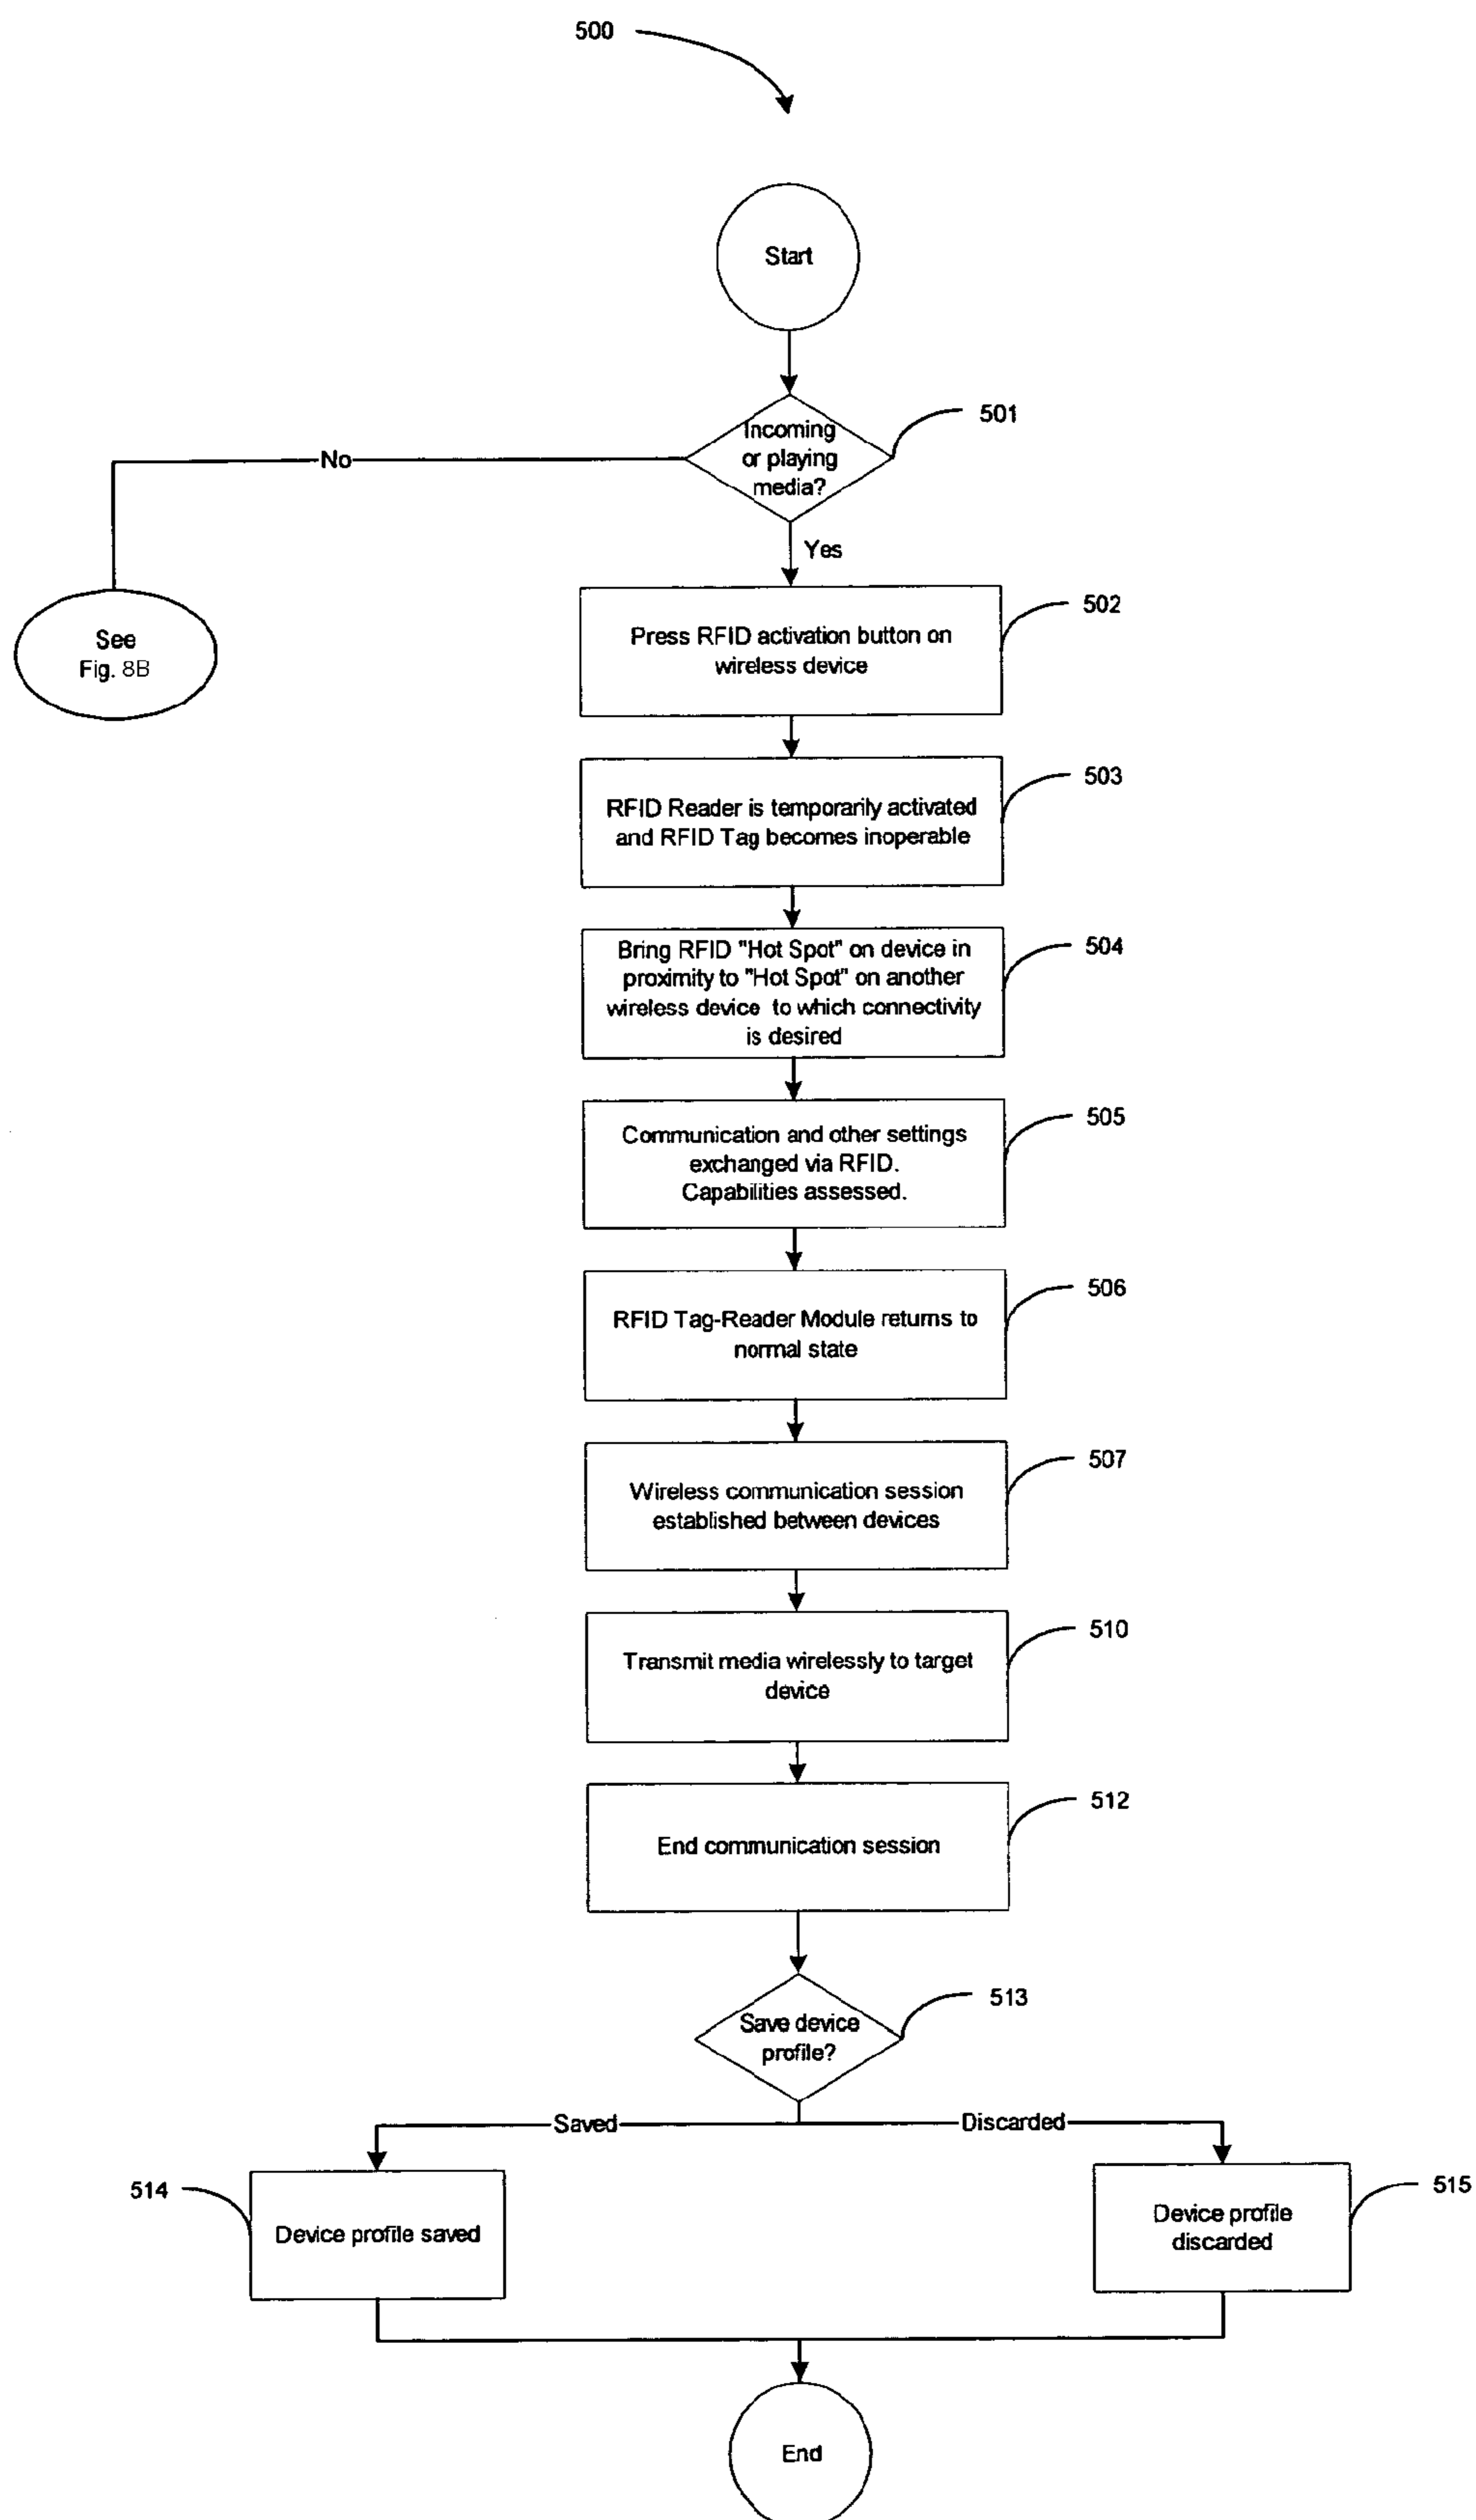 500
Start
Incoming
or playing
media?
501
No
Yes
See
Fig. 8B
Press RFID activation button on
wireless device
502
RFID Reader is temporarily activated
and RFID Tag becomes inoperable
503
Bring RFID "Hot Spot" on device in
proximity to "Hot Spot" on another
wireless device to which connectivity
is desired
504
Communication and other settings
exchanged via RFID.
Capabilities assessed.
505
RFID Tag-Reader Module returns to
normal state
506
Wireless communication session
established between devices
507
Transmit media wirelessly to target
device
510
End communication session
512
Save device
profile?
513
Saved
Discarded
514
Device profile saved
Device profile
discarded
515
End